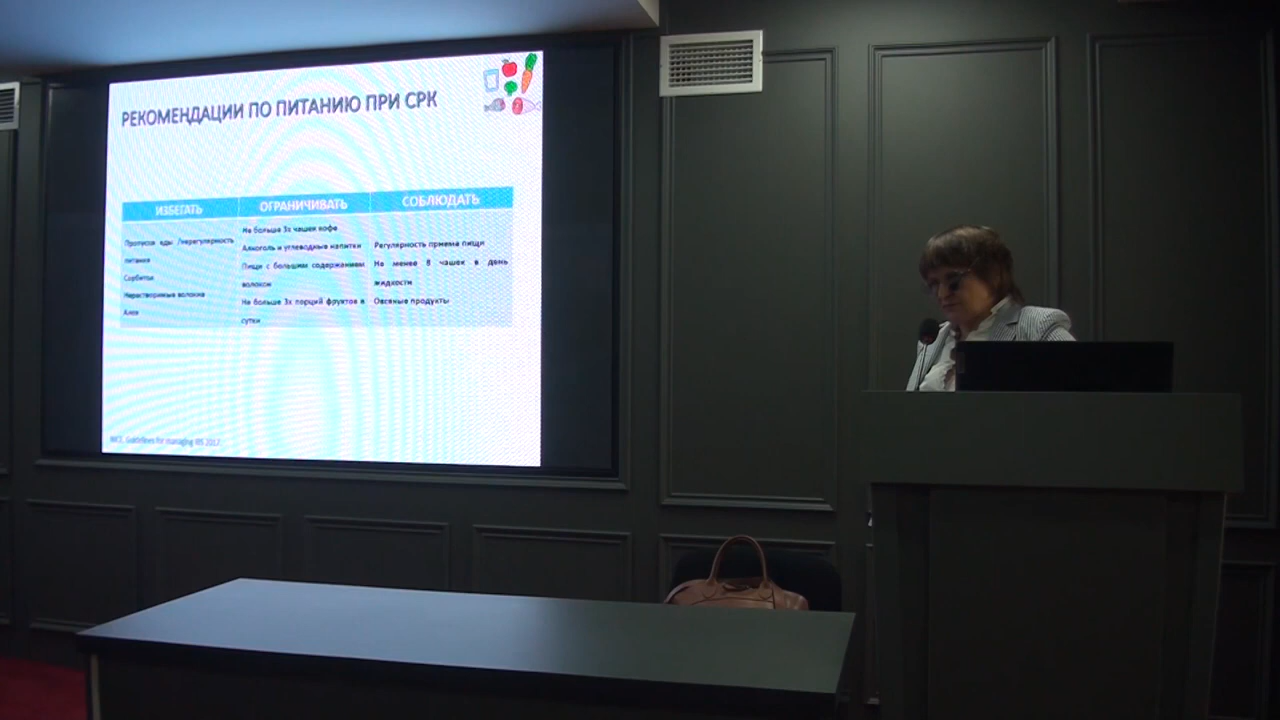 РЕКОМЕНДАЦИИ ПО ПИТАНИЮ ПРИ СРК
ИЗБЕГАТЬ
ОГРАНИЧИВАТЬ
СОБЛЮДАТЬ
Пропуска еды /нерегулярность
питания
Сорбитол
Нерастворимые волокна
Алоэ
Не больше 3х чашек кофе
Алкоголь и углеводные напитки
Пищи с большим содержанием
волокон
Не больше 3х порций фруктов в
сутки
Регулярность приема пищи
Не менее 8 чашек в день
жидкости
Овсяные продукты
NICE, Guidelines for managing IBS 2017